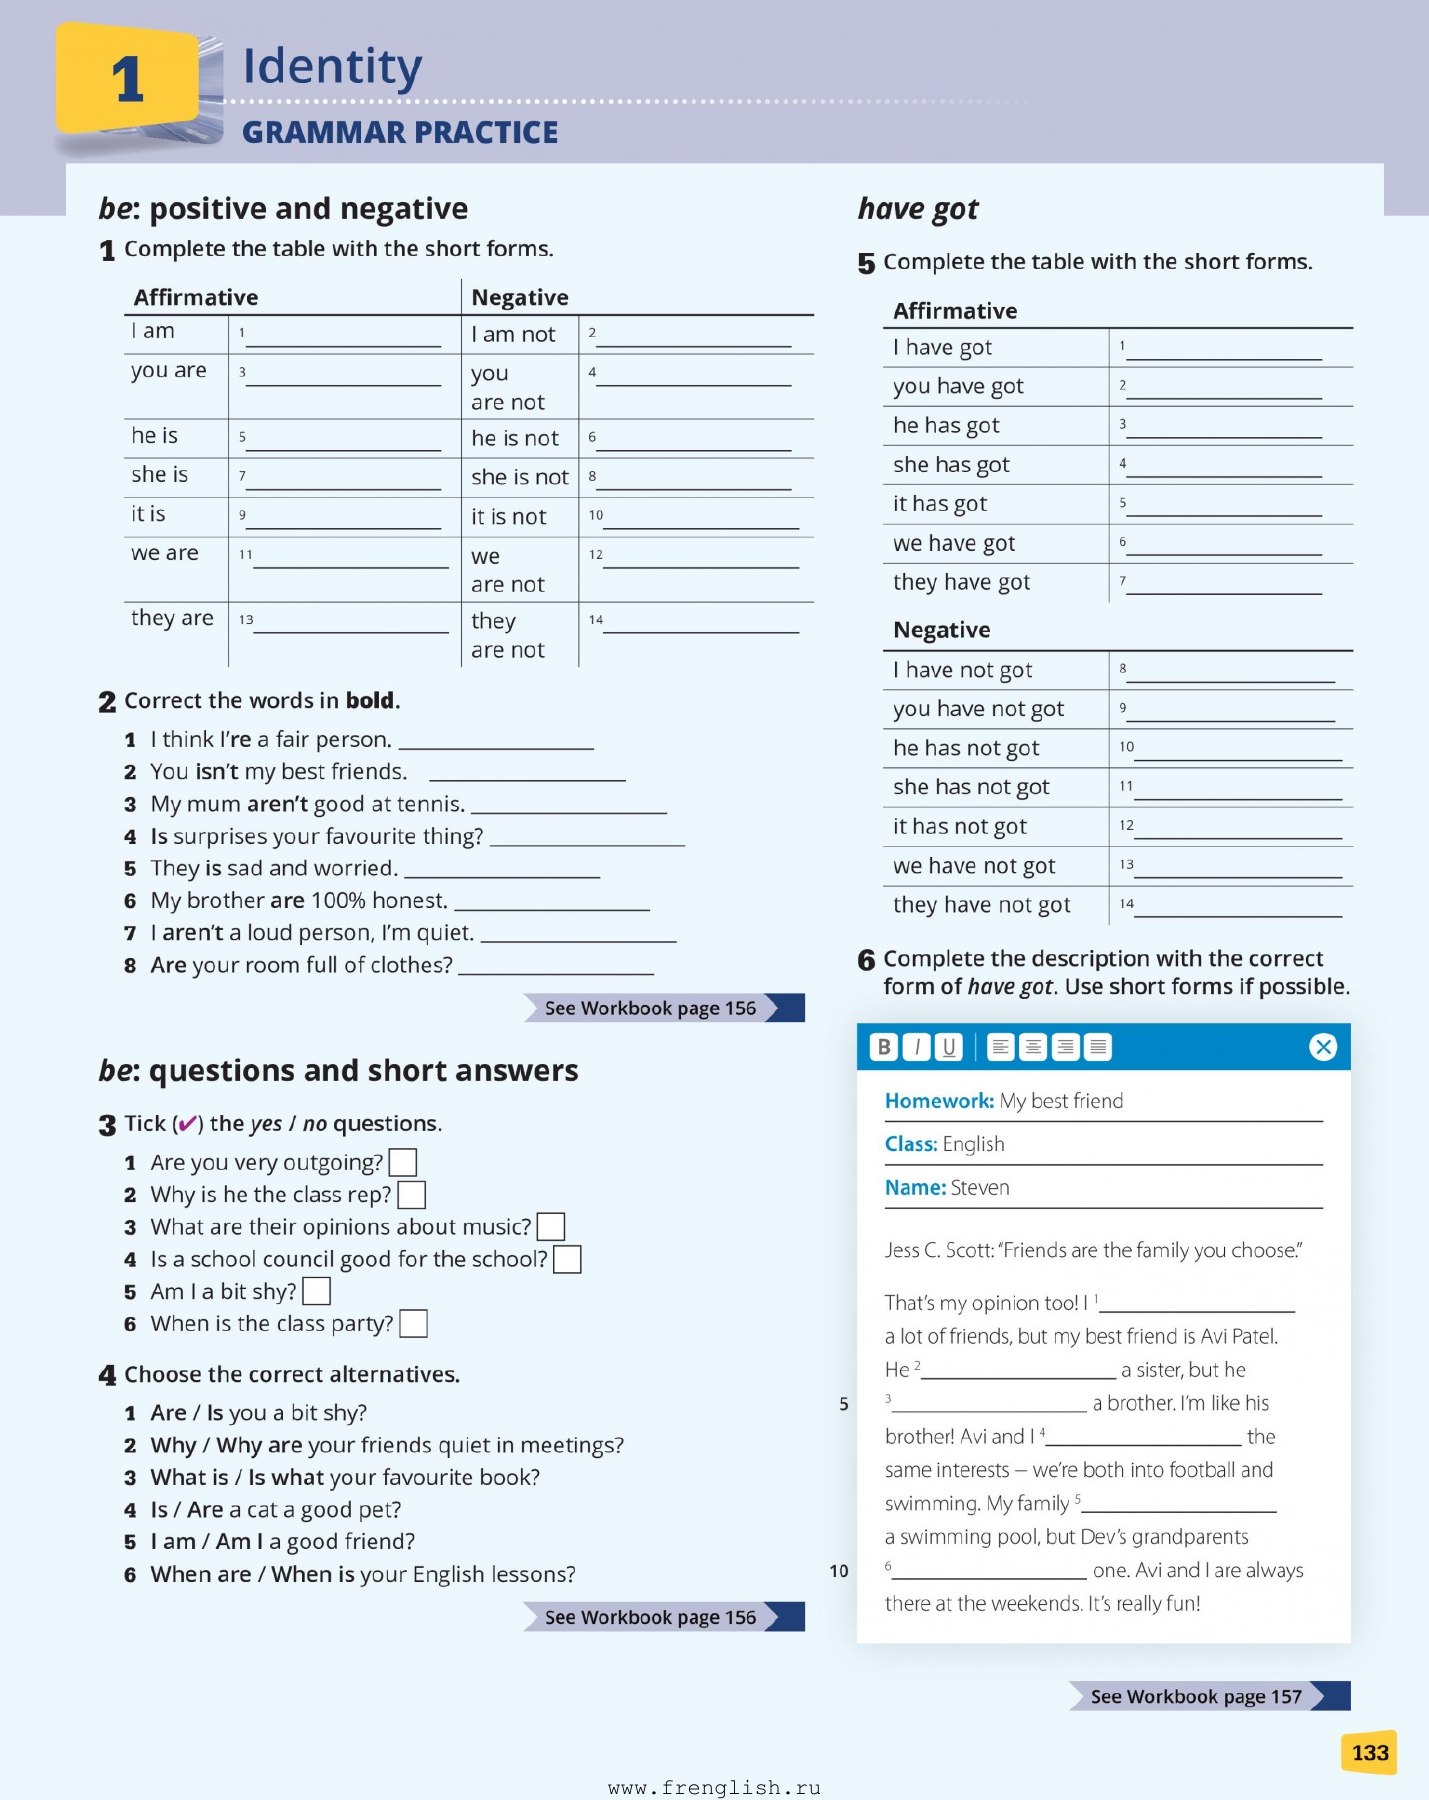 1
Identity
GRAMMAR PRACTICE
be: positive and negative
1 Complete the table with the short forms.
Affirmative Negative
I am 1 I am not 2
you are 3 you are not 4
he is 5 he is not 6
she is 7 she is not 8
it is 9 it is not 10
we are 11 we are not 12
they are 13 they are not 14
2 Correct the words in bold.
1 I think I're a fair person.
2 You isn't my best friends.
3 My mum aren't good at tennis.
4 Is surprises your favourite thing?
5 They is sad and worried.
6 My brother are 100% honest.
7 I aren't a loud person, I'm quiet.
8 Are your room full of clothes?
See Workbook page 156
be: questions and short answers
3 Tick (✔) the yes / no questions.
1 Are you very outgoing?
2 Why is he the class rep?
3 What are their opinions about music?
4 Is a school council good for the school?
5 Am I a bit shy?
6 When is the class party?
4 Choose the correct alternatives.
1 Are / Is you a bit shy?
2 Why / Why are your friends quiet in meetings?
3 What is / Is what your favourite book?
4 Is / Are a cat a good pet?
5 I am / Am I a good friend?
6 When are / When is your English lessons?
See Workbook page 156
have got
5 Complete the table with the short forms.
Affirmative
I have got 1
you have got 2
he has got 3
she has got 4
it has got 5
we have got 6
they have got 7
Negative
I have not got 8
you have not got 9
he has not got 10
she has not got 11
it has not got 12
we have not got 13
they have not got 14
6 Complete the description with the correct
form of have got. Use short forms if possible.
B I U
Homework: My best friend
Class: English
Name: Steven
Jess C. Scott: “Friends are the family you choose.”
That's my opinion too! I 1
a lot of friends, but my best friend is Avi Patel.
He 2 a sister, but he
5 3 a brother. I'm like his
brother! Avi and I 4 the
same interests – we're both into football and
swimming. My family 5
a swimming pool, but Dev's grandparents
10 6 one. Avi and I are always
there at the weekends. It's really fun!
See Workbook page 157
133
www.frenglish.ru